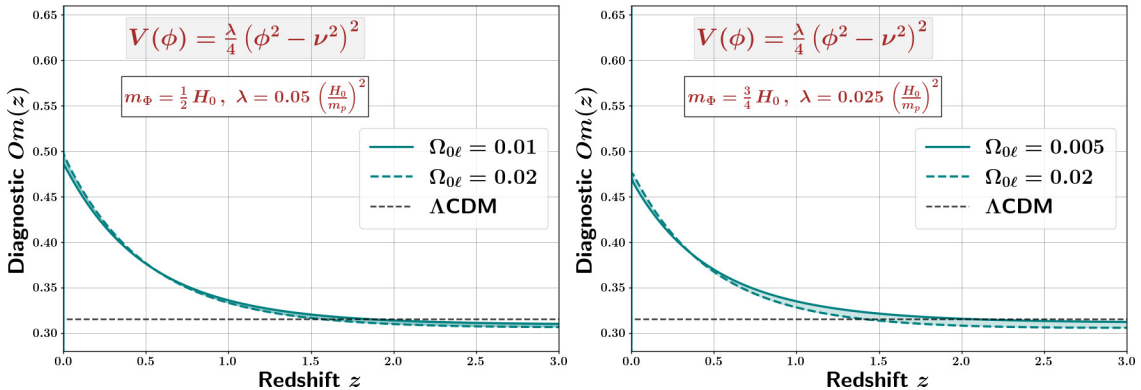 V(ϕ) = λ/4 (ϕ² − ν²)²
m_Φ = 1/2 H₀ , λ = 0.05 (H₀/m_p)²
Ω₀ℓ = 0.01
Ω₀ℓ = 0.02
ΛCDM
Diagnostic Om(z)
0.65
0.60
0.55
0.50
0.45
0.40
0.35
0.30
0.0 0.5 1.0 1.5 2.0 2.5 3.0
Redshift z
V(ϕ) = λ/4 (ϕ² − ν²)²
m_Φ = 3/4 H₀ , λ = 0.025 (H₀/m_p)²
Ω₀ℓ = 0.005
Ω₀ℓ = 0.02
ΛCDM
Diagnostic Om(z)
0.65
0.60
0.55
0.50
0.45
0.40
0.35
0.30
0.0 0.5 1.0 1.5 2.0 2.5 3.0
Redshift z